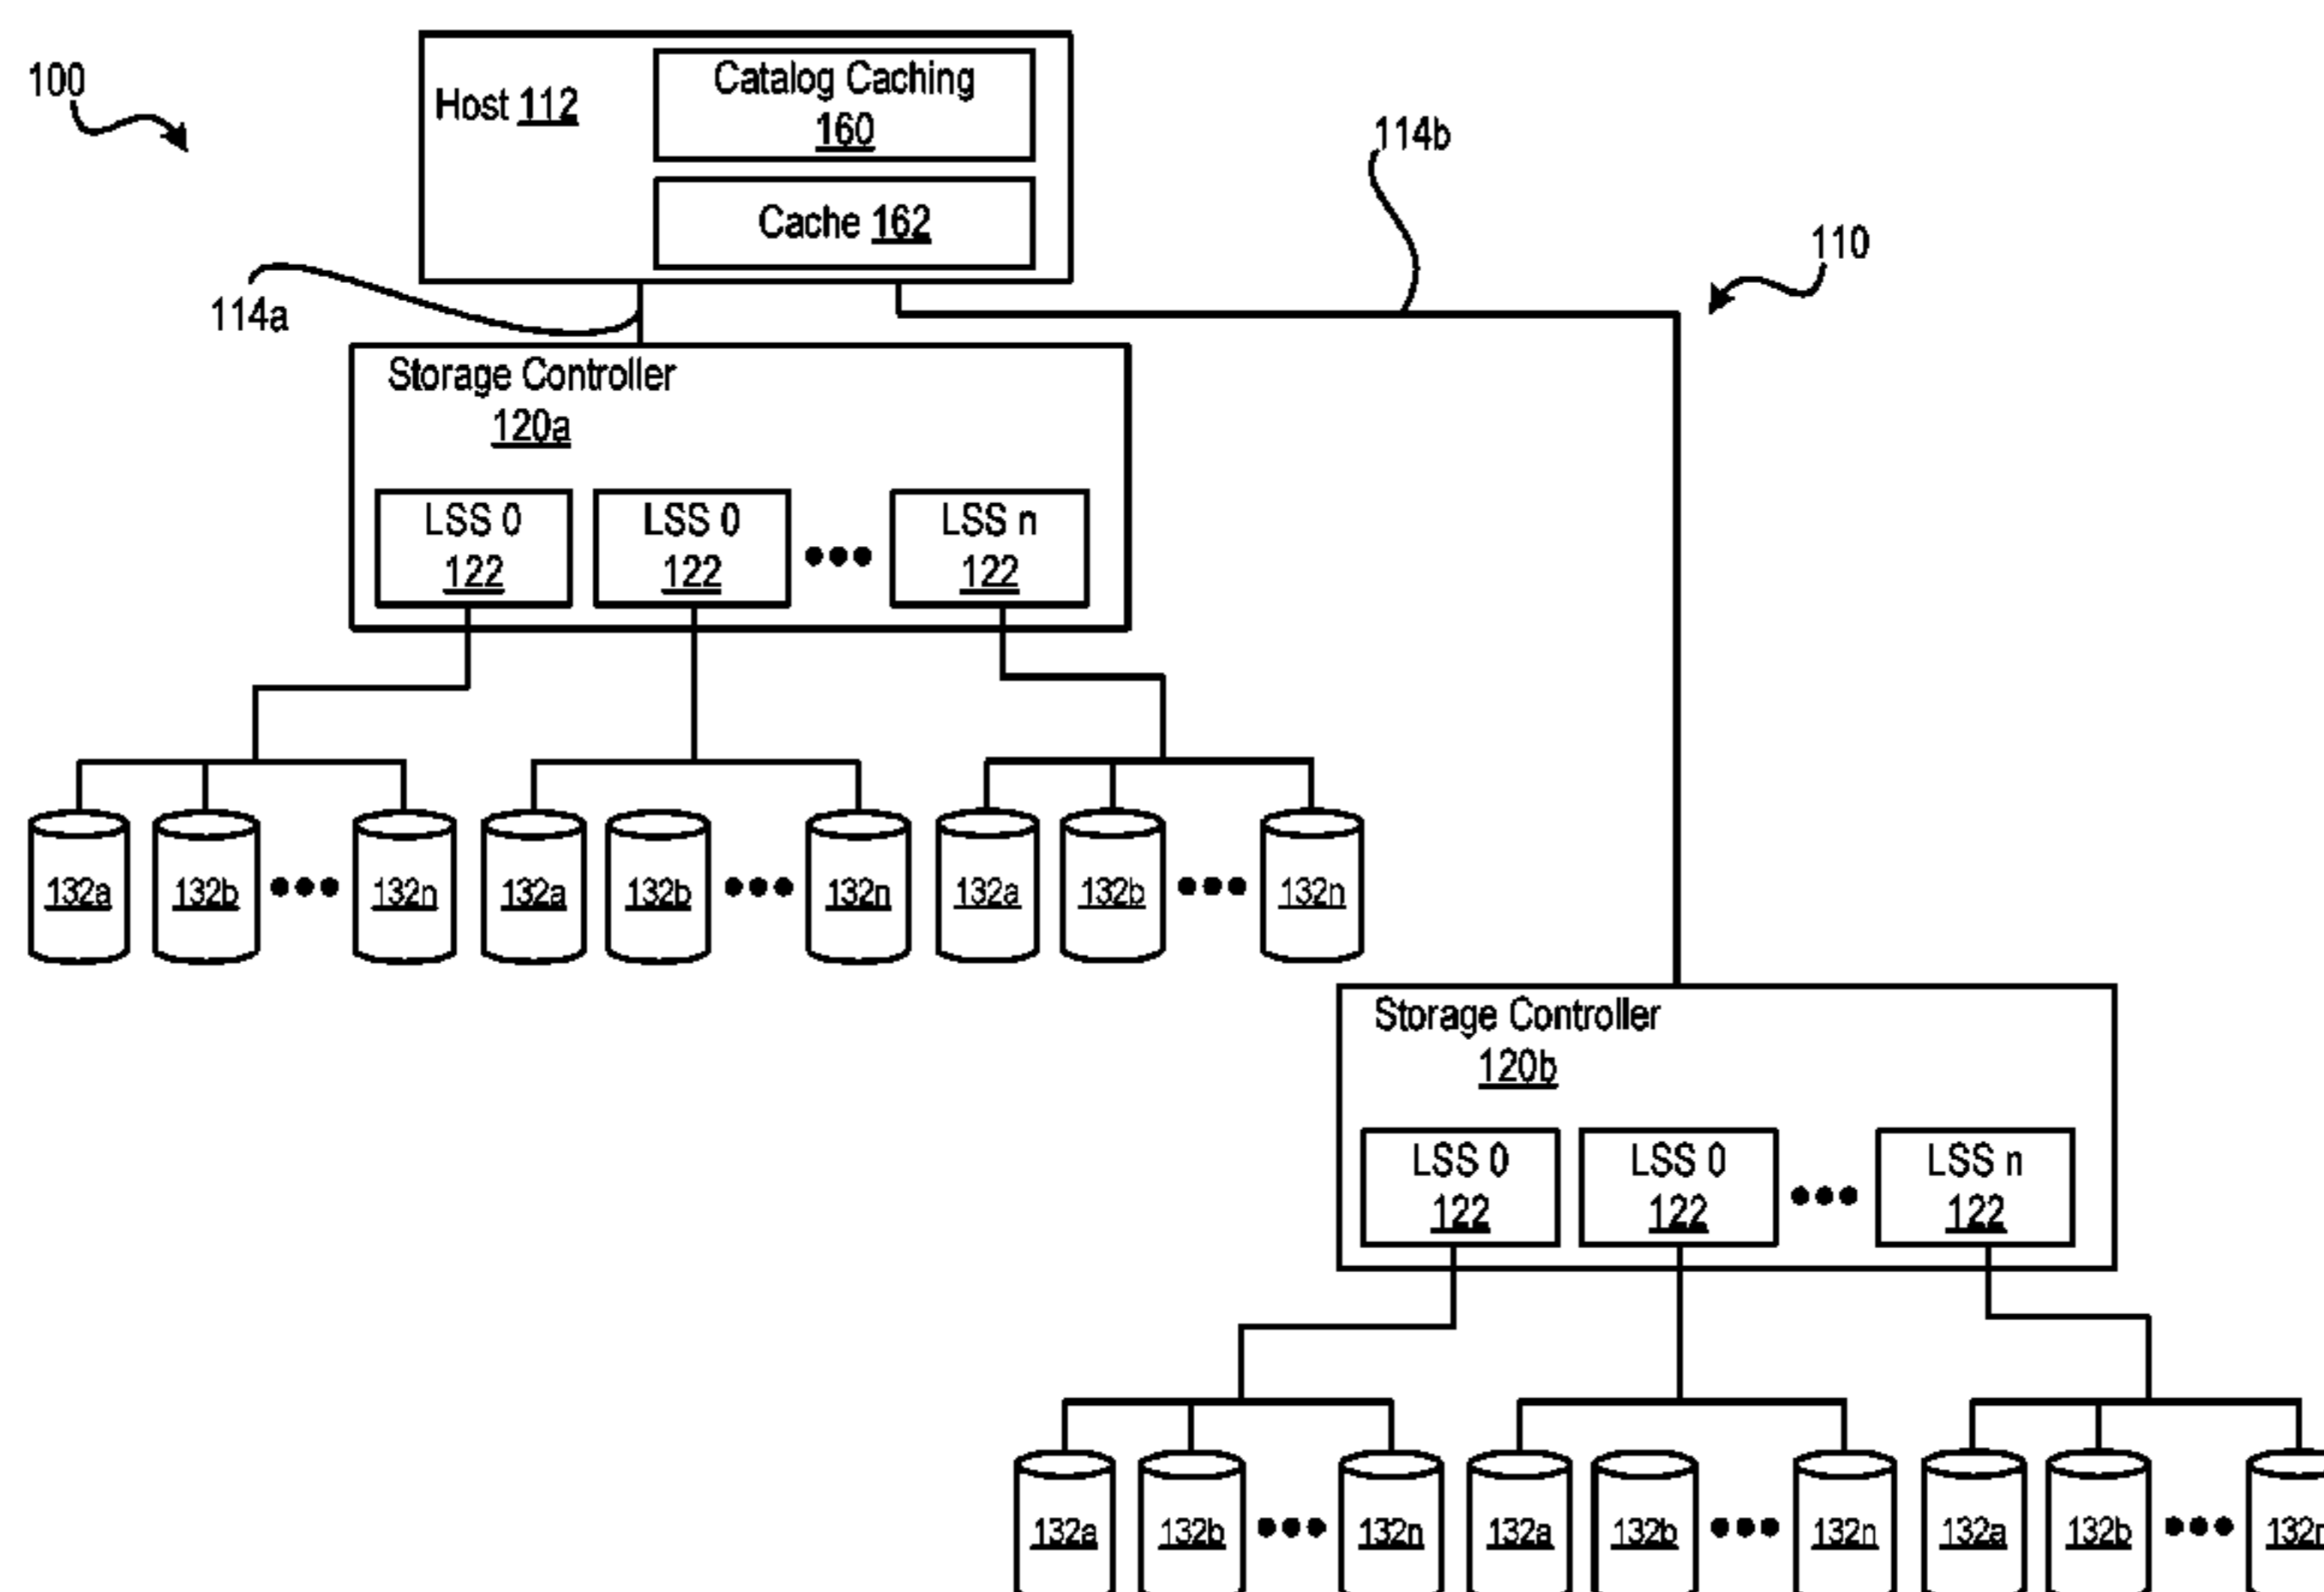 100
Host 112
Catalog Caching
160
Cache 162
114b
110
114a
Storage Controller
120a
LSS 0
122
LSS 0
122
LSS n
122
132a
132b
132n
132a
132b
132n
132a
132b
132n
Storage Controller
120b
LSS 0
122
LSS 0
122
LSS n
122
132a
132b
132n
132a
132b
132n
132a
132b